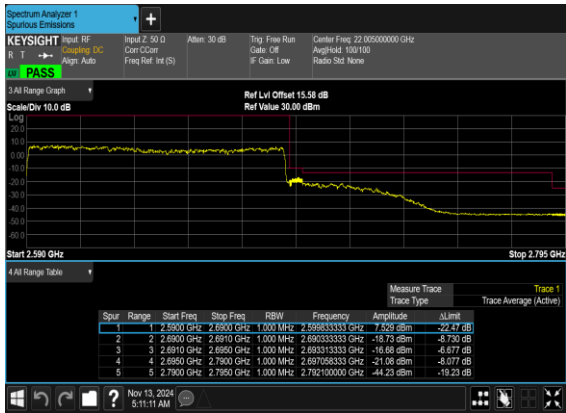 Spectrum Analyzer 1
Spurious Emissions
KEYSIGHT Input: RF Input Z: 50 Ω Atten: 30 dB Trig: Free Run Center Freq: 22.005000000 GHz
R T Coupling: DC Corr CCorr Gate: Off Avg|Hold: 100/100
Align: Auto Freq Ref: Int (S) IF Gain: Low Radio Std: None
PASS
3 All Range Graph
Ref Lvl Offset 15.58 dB
Scale/Div 10.0 dB Ref Value 30.00 dBm
Log
20.0
10.0
0.00
-10.0
-20.0
-30.0
-40.0
-50.0
-60.0
Start 2.590 GHz Stop 2.795 GHz
4 All Range Table
Measure Trace Trace 1
Trace Type Trace Average (Active)
Spur Range Start Freq Stop Freq RBW Frequency Amplitude ΔLimit
1 1 2.5900 GHz 2.6900 GHz 1.000 MHz 2.599833333 GHz 7.529 dBm -22.47 dB
2 2 2.6900 GHz 2.6910 GHz 1.000 MHz 2.690333333 GHz -18.73 dBm -8.730 dB
3 3 2.6910 GHz 2.6950 GHz 1.000 MHz 2.693313333 GHz -16.68 dBm -6.677 dB
4 4 2.6950 GHz 2.7900 GHz 1.000 MHz 2.697058333 GHz -21.08 dBm -8.077 dB
5 5 2.7900 GHz 2.7950 GHz 1.000 MHz 2.792100000 GHz -44.23 dBm -19.23 dB
Nov 13, 2024
5:11:11 AM